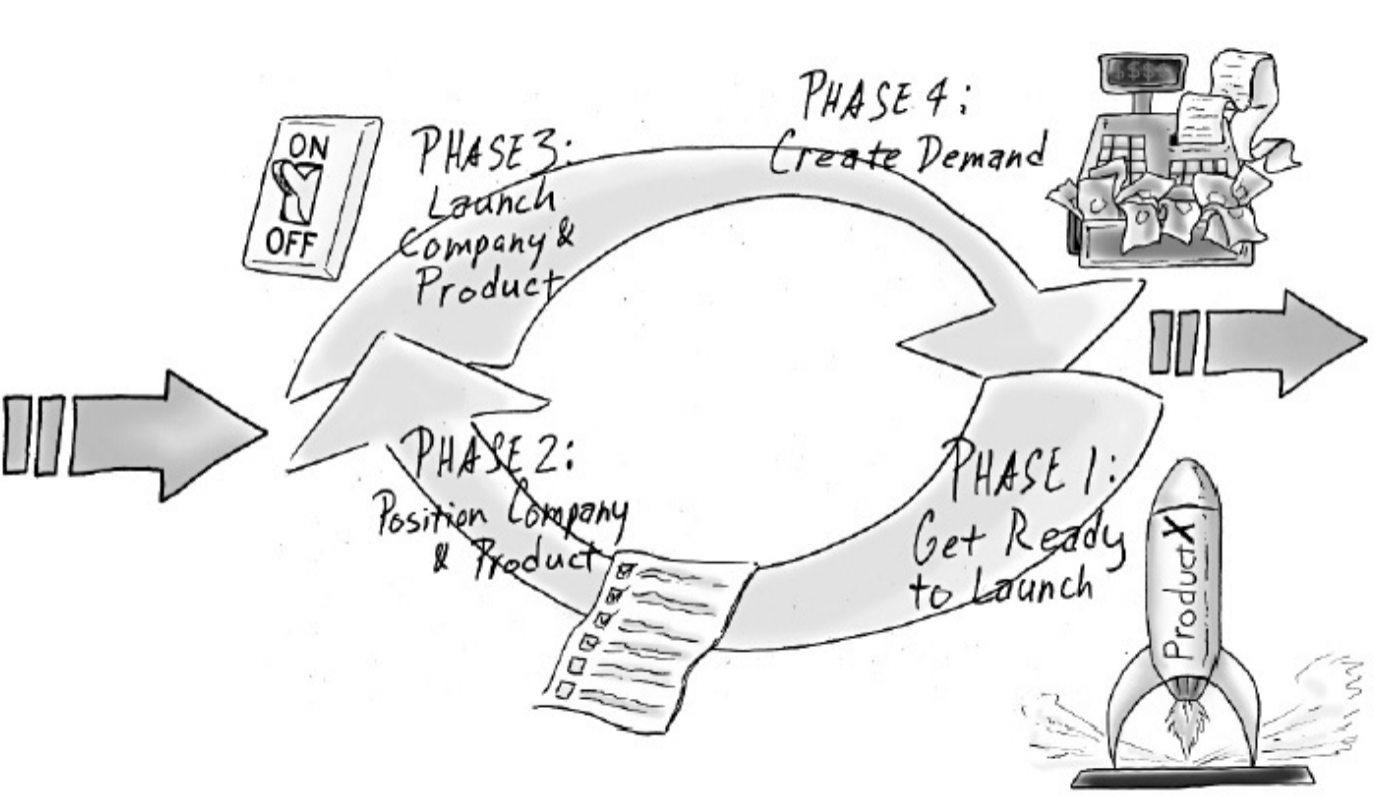 ON
OFF
PHASE 3:
Launch
Company &
Product
PHASE 4:
Create Demand
$$$$
PHASE 2:
Position Company
& Product
PHASE 1:
Get Ready
to Launch
Product X